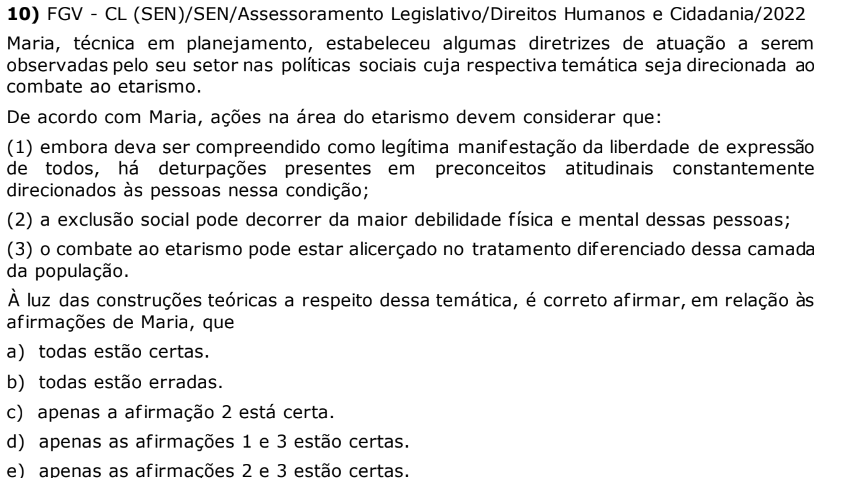 10) FGV - CL (SEN)/SEN/Assessoramento Legislativo/Direitos Humanos e Cidadania/2022
Maria, técnica em planejamento, estabeleceu algumas diretrizes de atuação a serem
observadas pelo seu setor nas políticas sociais cuja respectiva temática seja direcionada ao
combate ao etarismo.
De acordo com Maria, ações na área do etarismo devem considerar que:
(1) embora deva ser compreendido como legítima manifestação da liberdade de expressão
de todos, há deturpações presentes em preconceitos atitudinais constantemente
direcionados às pessoas nessa condição;
(2) a exclusão social pode decorrer da maior debilidade física e mental dessas pessoas;
(3) o combate ao etarismo pode estar alicerçado no tratamento diferenciado dessa camada
da população.
À luz das construções teóricas a respeito dessa temática, é correto afirmar, em relação às
afirmações de Maria, que
a) todas estão certas.
b) todas estão erradas.
c) apenas a afirmação 2 está certa.
d) apenas as afirmações 1 e 3 estão certas.
e) apenas as afirmações 2 e 3 estão certas.